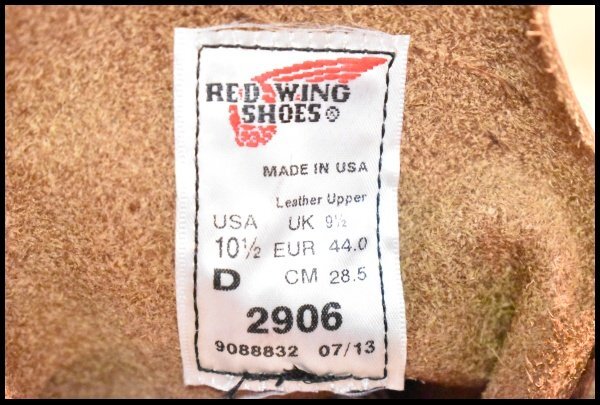 RED WING
SHOES®
MADE IN USA
Leather Upper
USA UK 9½
10½ EUR 44.0
D CM 28.5
2906
9088832 07/13